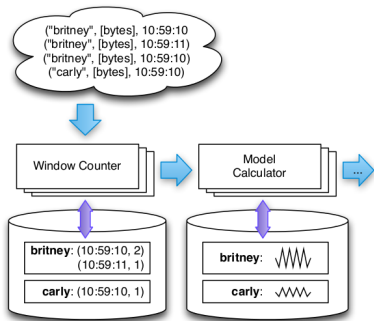 ("britney", [bytes], 10:59:10
("britney", [bytes], 10:59:11)
("britney", [bytes], 10:59:10)
("carly", [bytes], 10:59:10)
Window Counter
Model
Calculator
...
britney: (10:59:10, 2)
(10:59:11, 1)
carly: (10:59:10, 1)
britney:
carly: